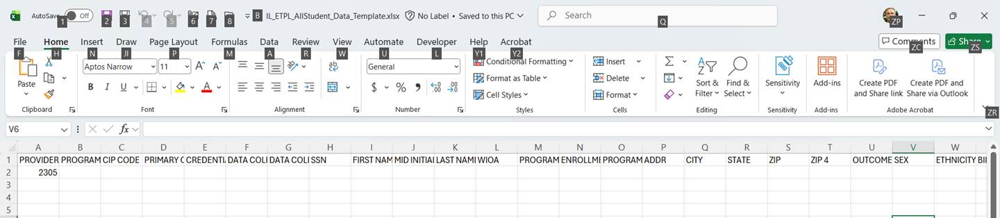 AutoSave Off 1 2 3 4 5 6 7 8 B IL_ETPL_AllStudent_Data_Template.xlsx No Label • Saved to this PC Search Q ZP
File Home Insert Draw Page Layout Formulas Data Review View Automate Developer Help Acrobat Comments Share
F H N JI P M A R W U L Y1 Y2 ZC ZS
Paste Aptos Narrow 11 A A ab c General Conditional Formatting Insert
B I U A $ % Format as Table Delete Sort & Filter Find & Select Sensitivity Add-ins Create PDF and Share link Create PDF and Share via Outlook
Cell Styles Format
Clipboard Font Alignment Number Styles Cells Editing Sensitivity Add-ins Adobe Acrobat ZR
V6 fx
A B C D E F G H I J K L M N O P Q R S T U V W
1 PROVIDER PROGRAM CIP CODE PRIMARY CREDENTI DATA COLI DATA COLI SSN FIRST NAM MID INITIAI LAST NAMI WIOA PROGRAM ENROLLME PROGRAM ADDR CITY STATE ZIP ZIP 4 OUTCOME SEX ETHNICITY BII
2 2305
3
4
5